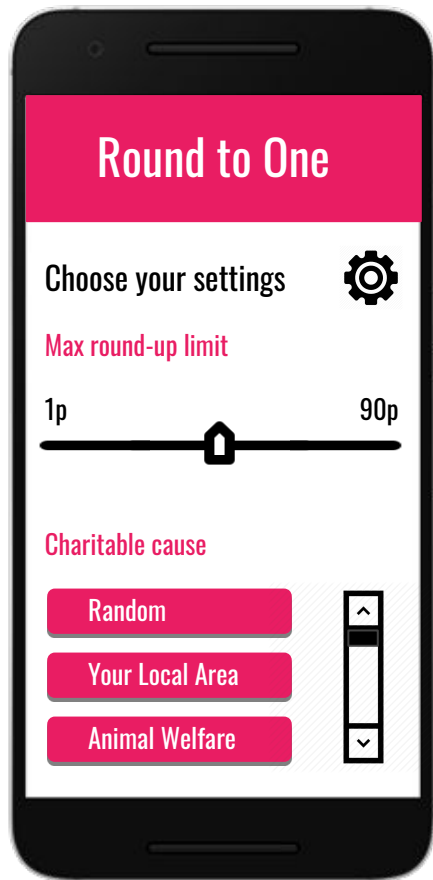 Round to One
Choose your settings
Max round-up limit
1p 90p
Charitable cause
Random
Your Local Area
Animal Welfare